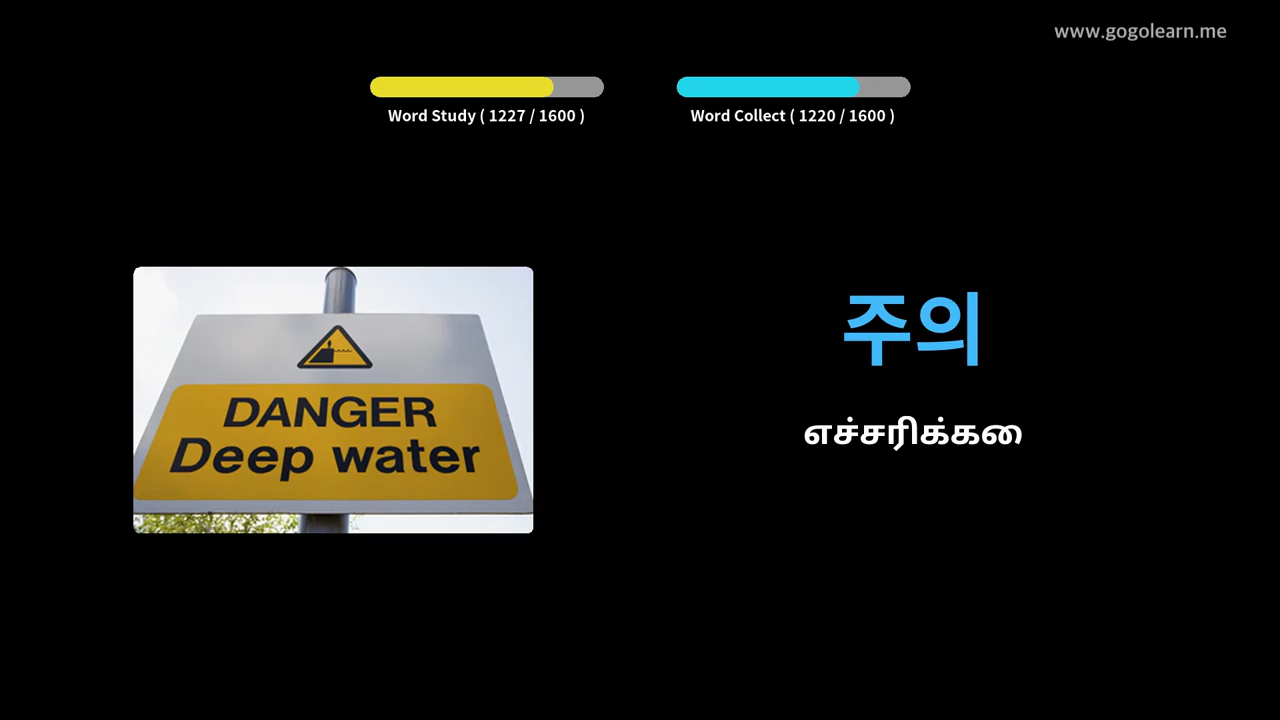 www.gogolearn.me
Word Study ( 1227 / 1600 )
Word Collect ( 1220 / 1600 )
DANGER
Deep water
주의
எச்சரிக்கை